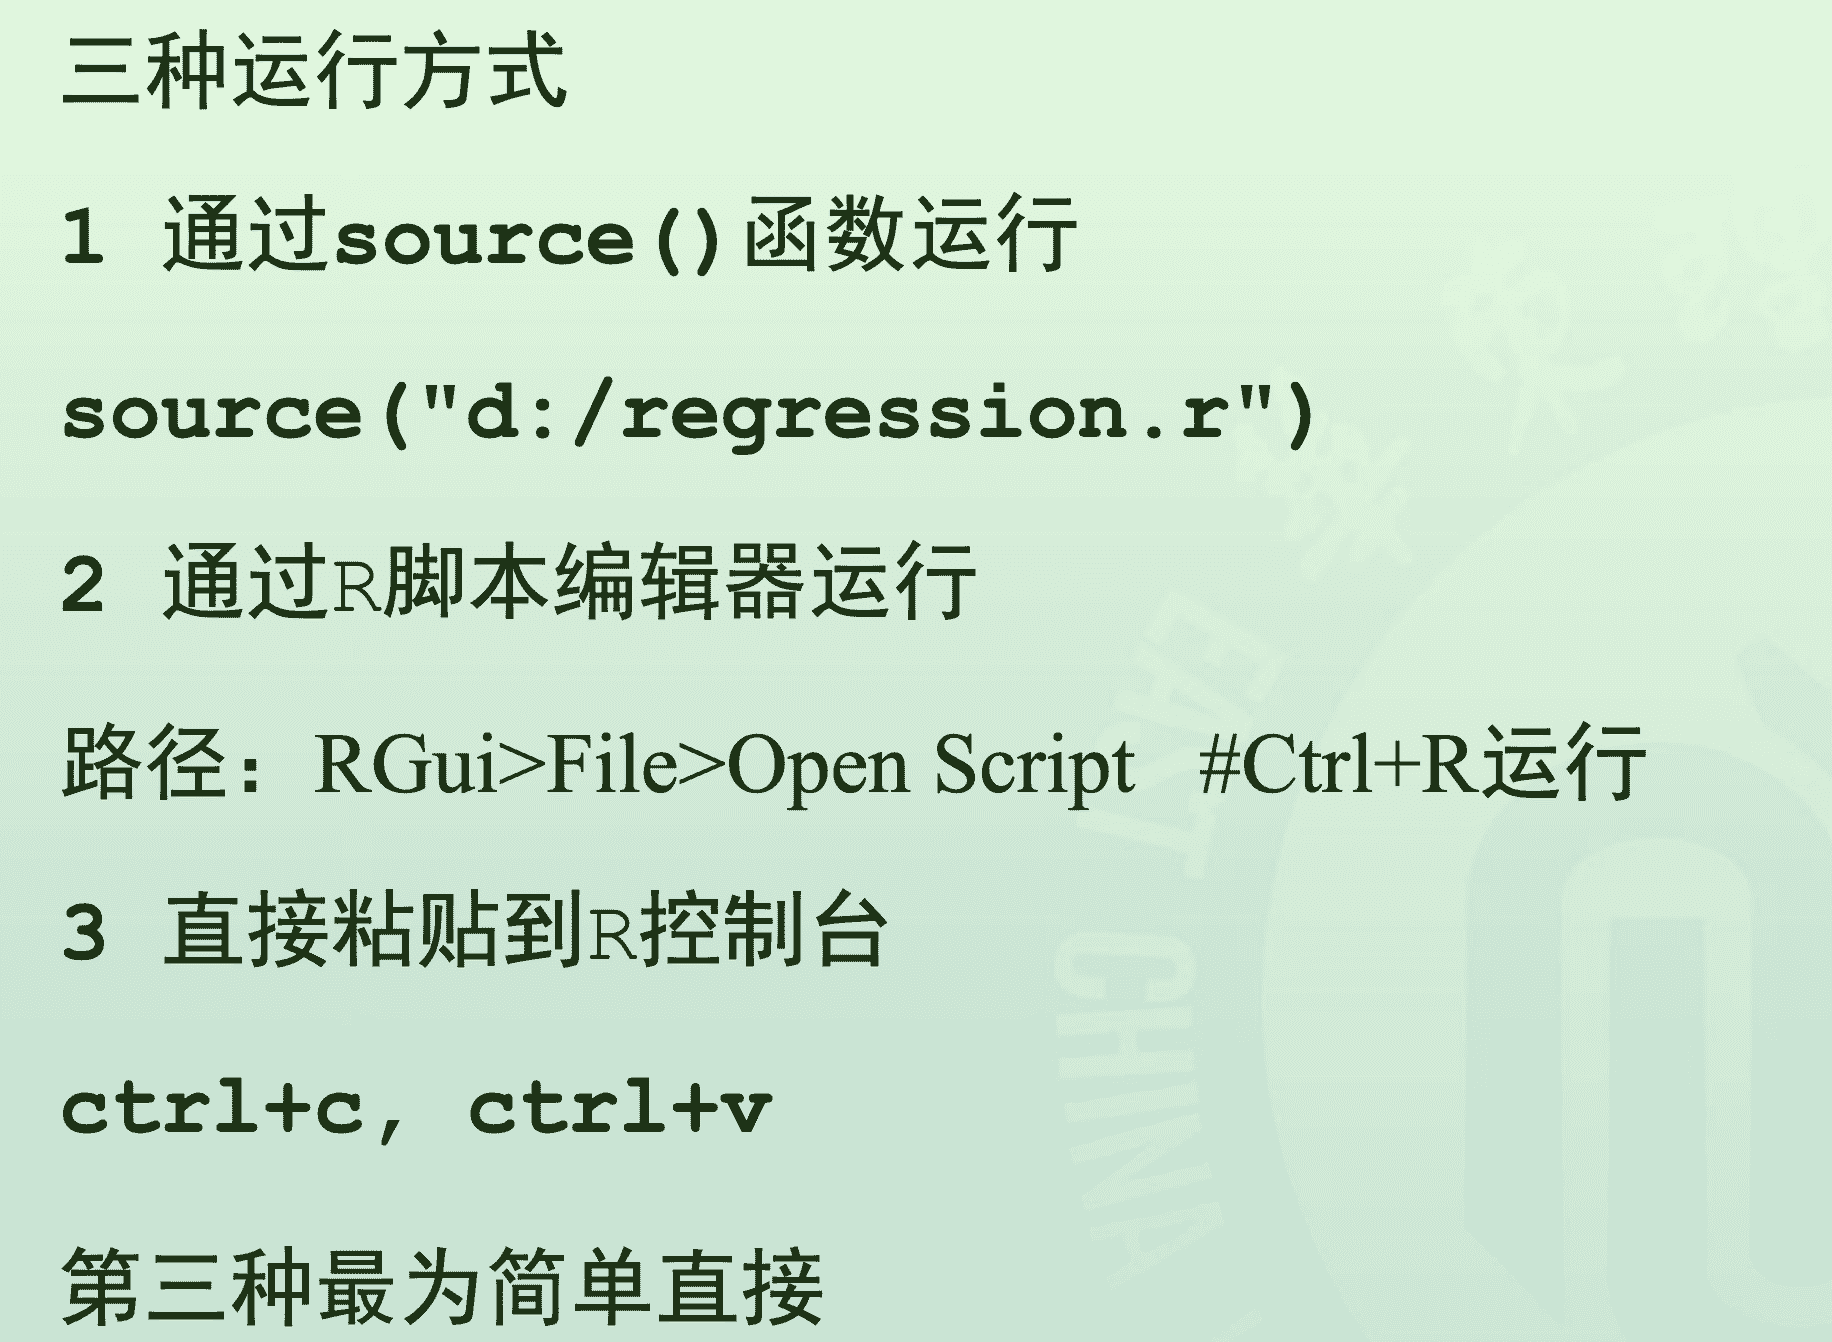 三种运行方式
1 通过source()函数运行
source("d:/regression.r")
2 通过R脚本编辑器运行
路径：RGui>File>Open Script #Ctrl+R运行
3 直接粘贴到R控制台
ctrl+c, ctrl+v
第三种最为简单直接
EAST
CHINA